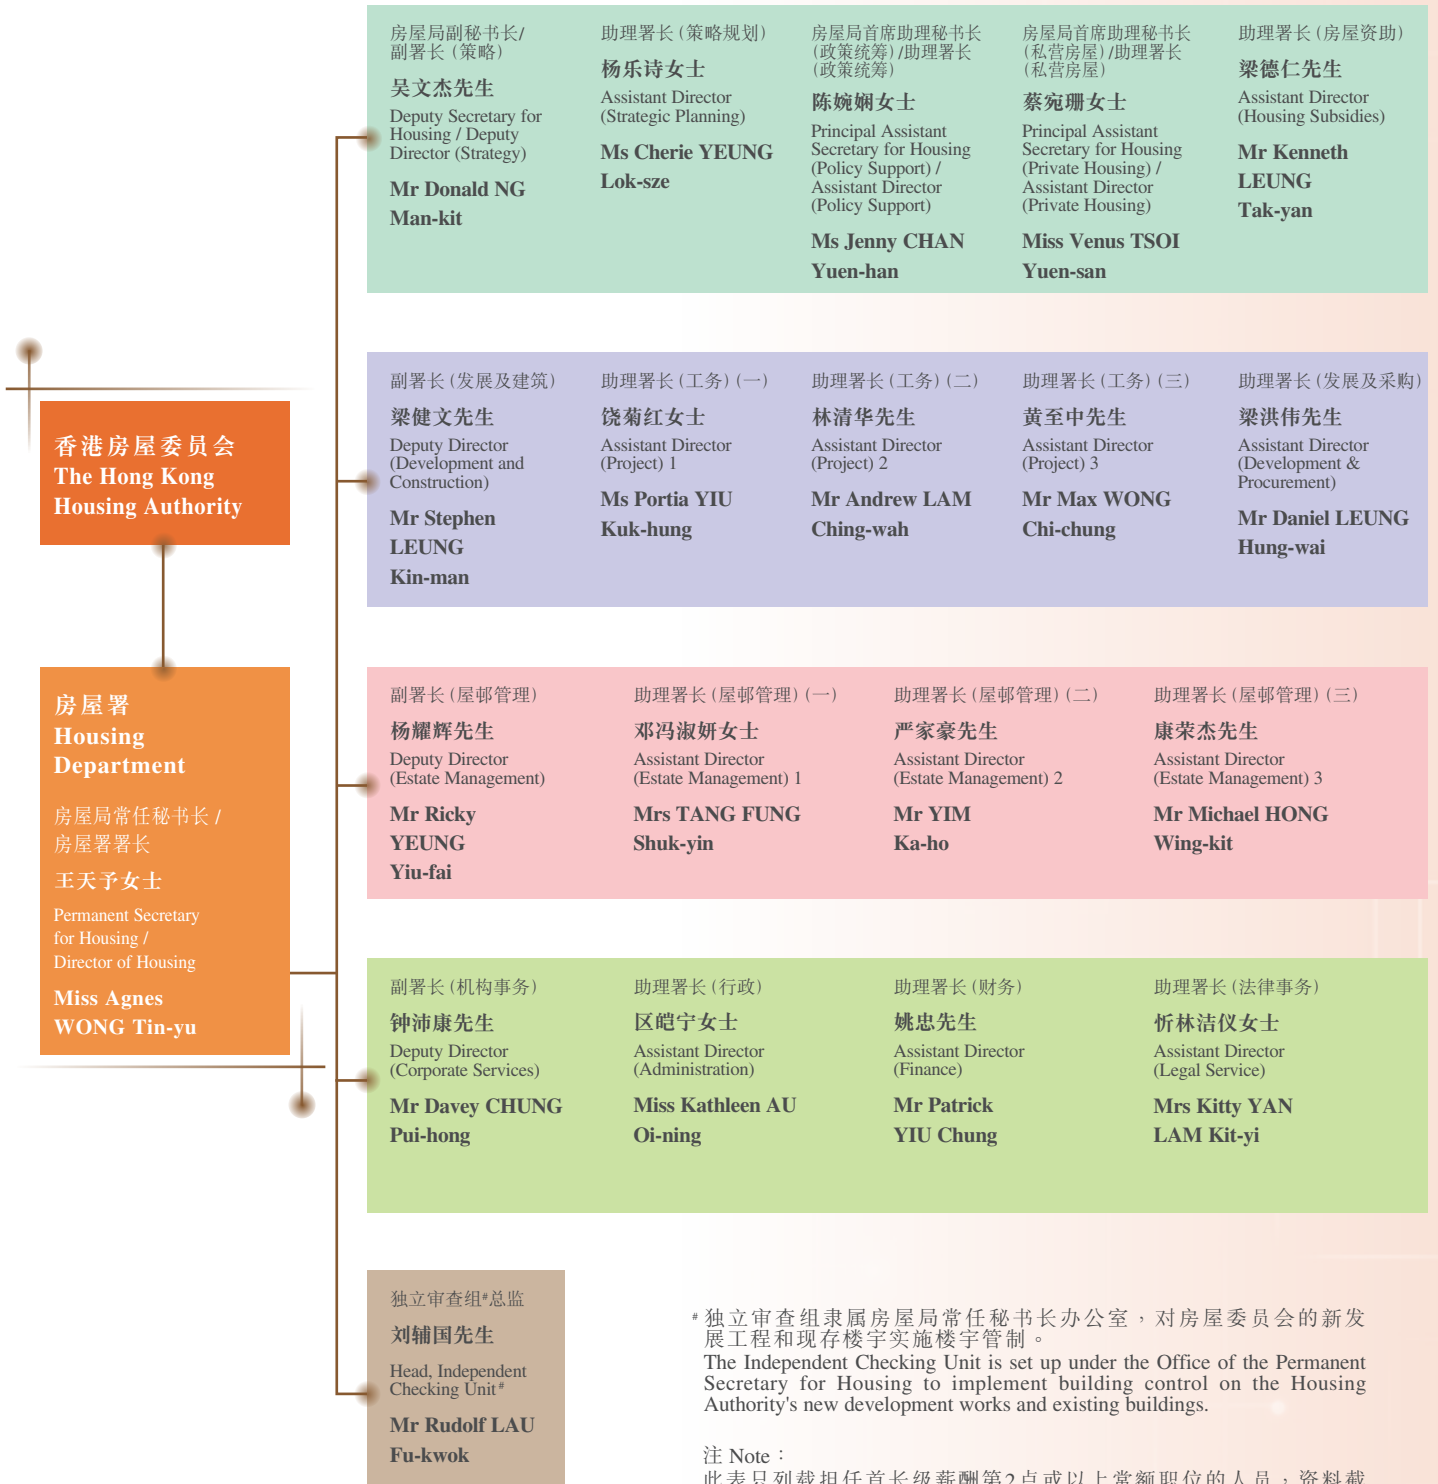 房屋局副秘书长/
副署长 (策略)
吴文杰先生
Deputy Secretary for
Housing / Deputy
Director (Strategy)
Mr Donald NG
Man-kit
助理署长 (策略规划)
杨乐诗女士
Assistant Director
(Strategic Planning)
Ms Cherie YEUNG
Lok-sze
房屋局首席助理秘书长
(政策统筹) /助理署长
(政策统筹)
陈婉娴女士
Principal Assistant
Secretary for Housing
(Policy Support) /
Assistant Director
(Policy Support)
Ms Jenny CHAN
Yuen-han
房屋局首席助理秘书长
(私营房屋) /助理署长
(私营房屋)
蔡宛珊女士
Principal Assistant
Secretary for Housing
(Private Housing) /
Assistant Director
(Private Housing)
Miss Venus TSOI
Yuen-san
助理署长 (房屋资助)
梁德仁先生
Assistant Director
(Housing Subsidies)
Mr Kenneth
LEUNG
Tak-yan
香港房屋委员会
The Hong Kong
Housing Authority
副署长 (发展及建筑)
梁健文先生
Deputy Director
(Development and
Construction)
Mr Stephen
LEUNG
Kin-man
助理署长 (工务) (一)
饶菊红女士
Assistant Director
(Project) 1
Ms Portia YIU
Kuk-hung
助理署长 (工务) (二)
林清华先生
Assistant Director
(Project) 2
Mr Andrew LAM
Ching-wah
助理署长 (工务) (三)
黄至中先生
Assistant Director
(Project) 3
Mr Max WONG
Chi-chung
助理署长 (发展及采购)
梁洪伟先生
Assistant Director
(Development &
Procurement)
Mr Daniel LEUNG
Hung-wai
房屋署
Housing
Department
房屋局常任秘书长 /
房屋署署长
王天予女士
Permanent Secretary
for Housing /
Director of Housing
Miss Agnes
WONG Tin-yu
副署长 (屋邨管理)
杨耀辉先生
Deputy Director
(Estate Management)
Mr Ricky
YEUNG
Yiu-fai
助理署长 (屋邨管理) (一)
邓冯淑妍女士
Assistant Director
(Estate Management) 1
Mrs TANG FUNG
Shuk-yin
助理署长 (屋邨管理) (二)
严家豪先生
Assistant Director
(Estate Management) 2
Mr YIM
Ka-ho
助理署长 (屋邨管理) (三)
康荣杰先生
Assistant Director
(Estate Management) 3
Mr Michael HONG
Wing-kit
副署长 (机构事务)
钟沛康先生
Deputy Director
(Corporate Services)
Mr Davey CHUNG
Pui-hong
助理署长 (行政)
区皑宁女士
Assistant Director
(Administration)
Miss Kathleen AU
Oi-ning
助理署长 (财务)
姚忠先生
Assistant Director
(Finance)
Mr Patrick
YIU Chung
助理署长 (法律事务)
忻林洁仪女士
Assistant Director
(Legal Service)
Mrs Kitty YAN
LAM Kit-yi
独立审查组#总监
刘辅国先生
Head, Independent
Checking Unit#
Mr Rudolf LAU
Fu-kwok
# 独立审查组隶属房屋局常任秘书长办公室，对房屋委员会的新发
展工程和现存楼宇实施楼宇管制。
The Independent Checking Unit is set up under the Office of the Permanent
Secretary for Housing to implement building control on the Housing
Authority's new development works and existing buildings.
注 Note：
此表只列载担任首长级薪酬第2点或以上常额职位的人员，资料截